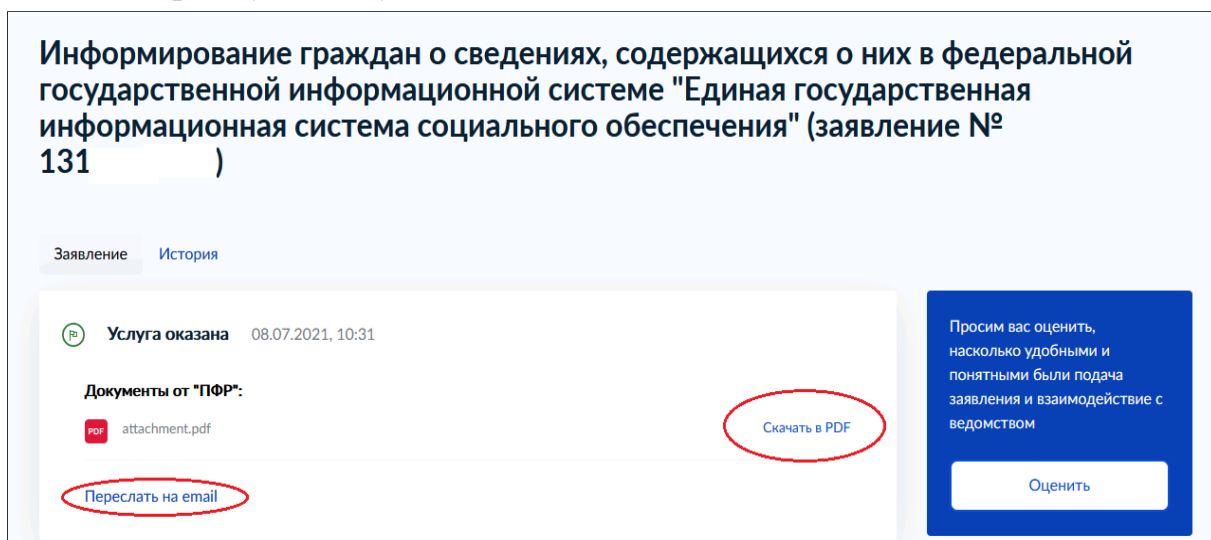 Информирование граждан о сведениях, содержащихся о них в федеральной
государственной информационной системе "Единая государственная
информационная система социального обеспечения" (заявление №
131 )
Заявление История
Услуга оказана 08.07.2021, 10:31
Документы от "ПФР":
PDF attachment.pdf Скачать в PDF
Переслать на email
Просим вас оценить,
насколько удобными и
понятными были подача
заявления и взаимодействие с
ведомством
Оценить